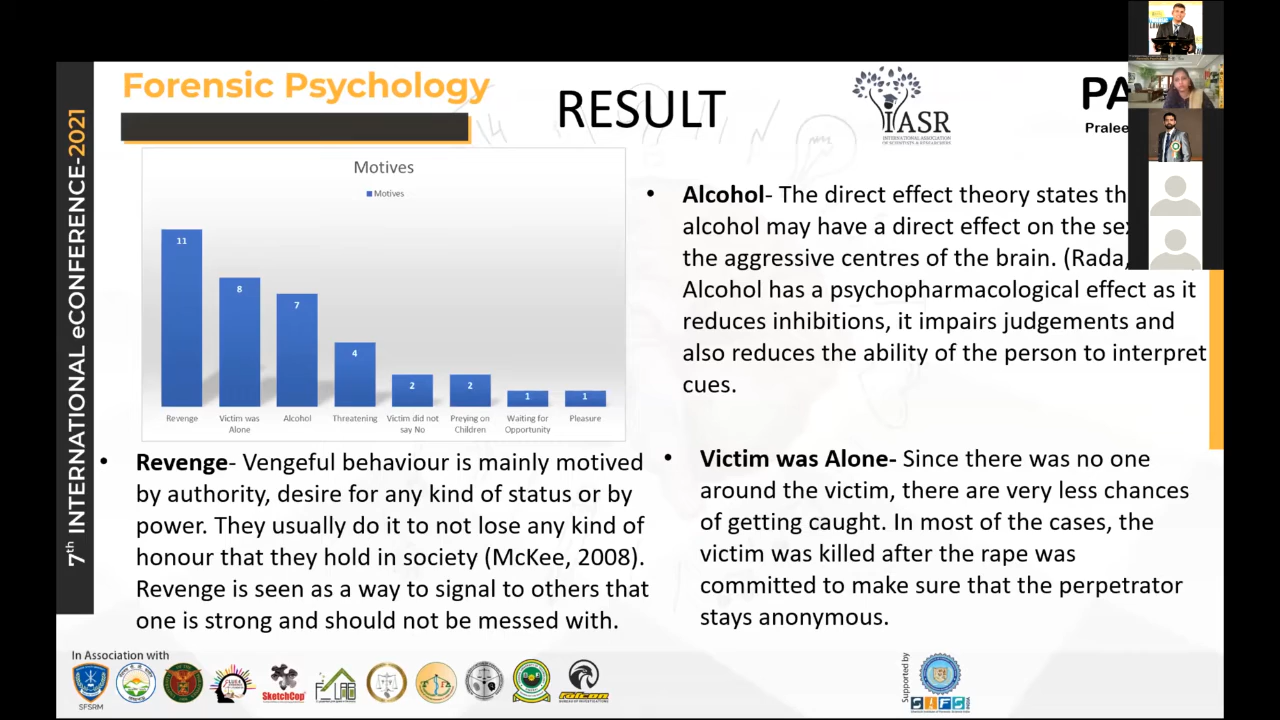 Forensic Psychology
RESULT
IASR
INTERNATIONAL ASSOCIATION
OF SCIENTISTS & RESEARCHERS
PA
Pralee
7th INTERNATIONAL eCONFERENCE-2021
Motives
Motives
11
8
7
4
2
2
1
1
Revenge
Victim was
Alone
Alcohol
Threatening
Victim did not
say No
Preying on
Children
Waiting for
Opportunity
Pleasure
• Alcohol- The direct effect theory states th
alcohol may have a direct effect on the sex
the aggressive centres of the brain. (Rada,
Alcohol has a psychopharmacological effect as it
reduces inhibitions, it impairs judgements and
also reduces the ability of the person to interpret
cues.
• Revenge- Vengeful behaviour is mainly motived
by authority, desire for any kind of status or by
power. They usually do it to not lose any kind of
honour that they hold in society (McKee, 2008).
Revenge is seen as a way to signal to others that
one is strong and should not be messed with.
• Victim was Alone- Since there was no one
around the victim, there are very less chances
of getting caught. In most of the cases, the
victim was killed after the rape was
committed to make sure that the perpetrator
stays anonymous.
In Association with
SFSRM
SketchCop
FALCON
BUREAU OF INVESTIGATIONS
Supported by
SIFS
INDIA